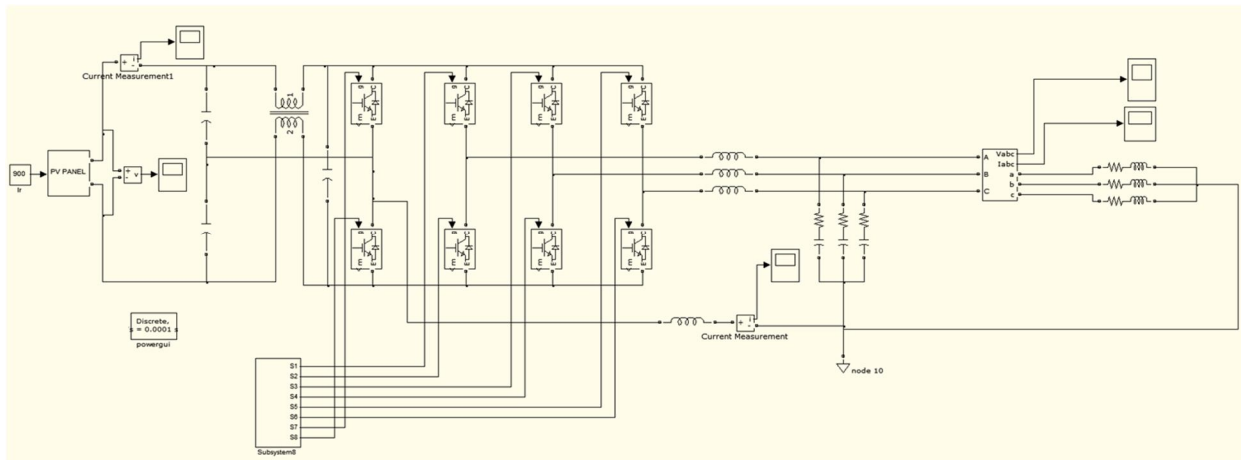 Current Measurement1
1
2
g
C
E
g
C
E
g
C
E
g
C
E
900
Ir
PV PANEL
+
-
v
Vabc
Iabc
A
B
C
a
b
c
g
C
E
g
C
E
g
C
E
g
C
E
Discrete,
= 0.0001
powergui
+
-
i
Current Measurement
node 10
S1
S2
S3
S4
S5
S6
S7
S8
Subsystem8